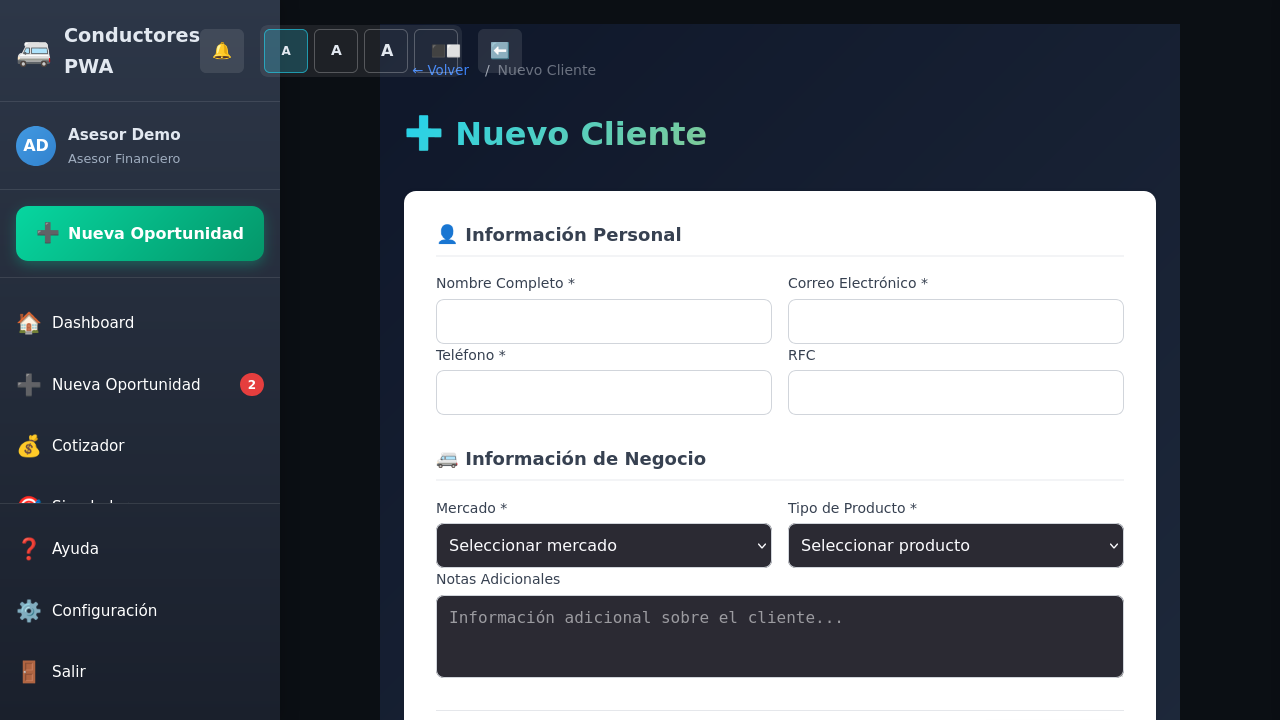 Conductores
PWA
A
A
A
← Volver / Nuevo Cliente
AD
Asesor Demo
Asesor Financiero
Nueva Oportunidad
Dashboard
Nueva Oportunidad 2
Cotizador
Ayuda
Configuración
Salir
Nuevo Cliente
Información Personal
Nombre Completo *
Correo Electrónico *
Teléfono *
RFC
Información de Negocio
Mercado *
Tipo de Producto *
Seleccionar mercado
Seleccionar producto
Notas Adicionales
Información adicional sobre el cliente...